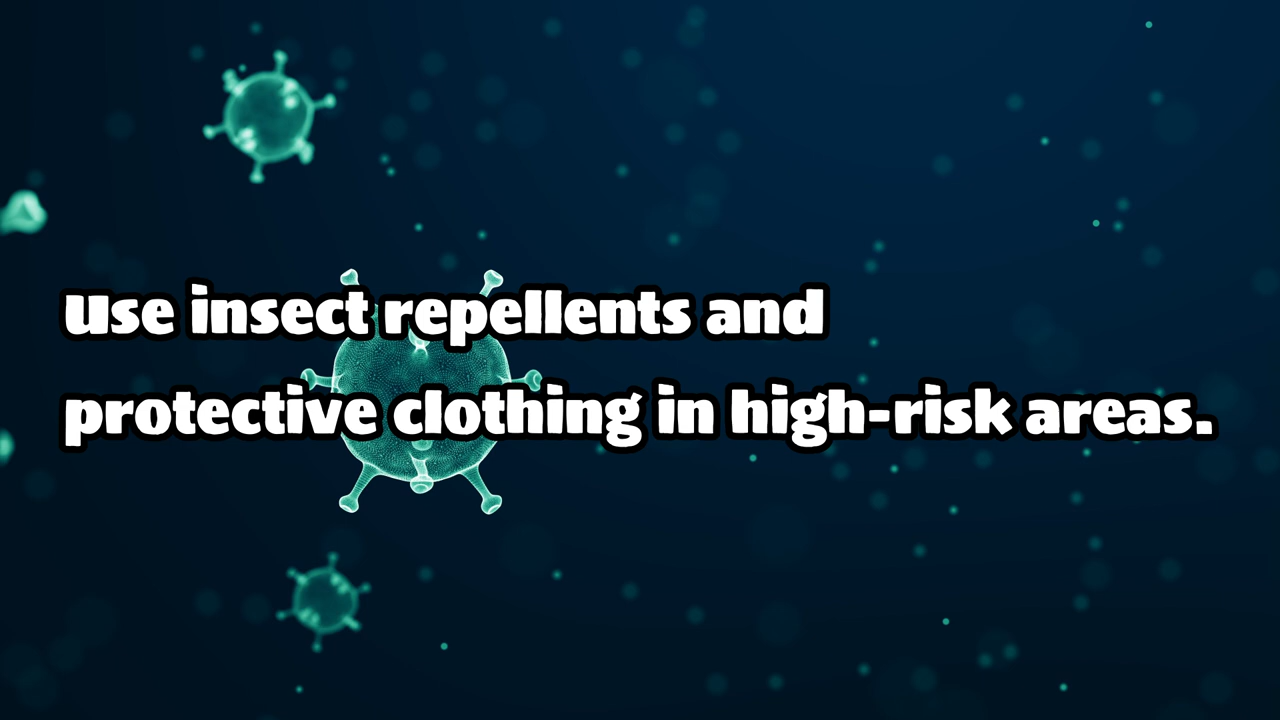 Use insect repellents and
protective clothing in high-risk areas.